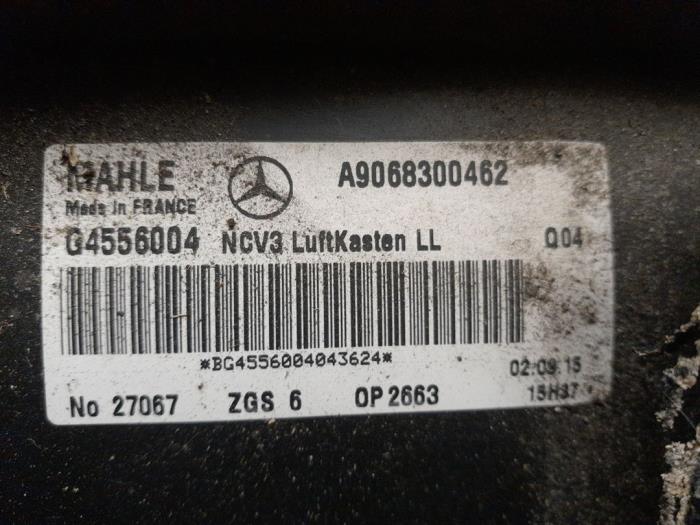 MAHLE A9068300462
Made in FRANCE
G4556004 NCV3 LuftKasten LL Q04
*BG4556004043624*
02.09.15
No 27067 ZGS 6 OP 2663 15H37